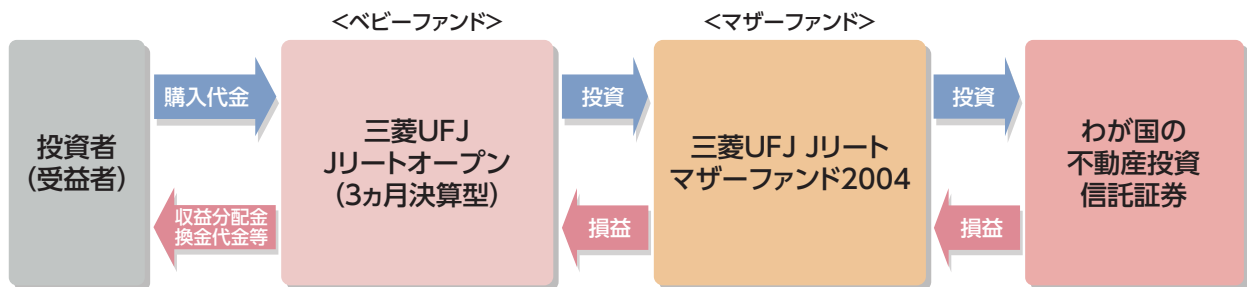 <ベビーファンド>
<マザーファンド>
投資者
(受益者)
購入代金
収益分配金
換金代金等
三菱UFJ
Jリートオープン
(3ヵ月決算型)
投資
損益
三菱UFJ Jリート
マザーファンド2004
投資
損益
わが国の
不動産投資
信託証券